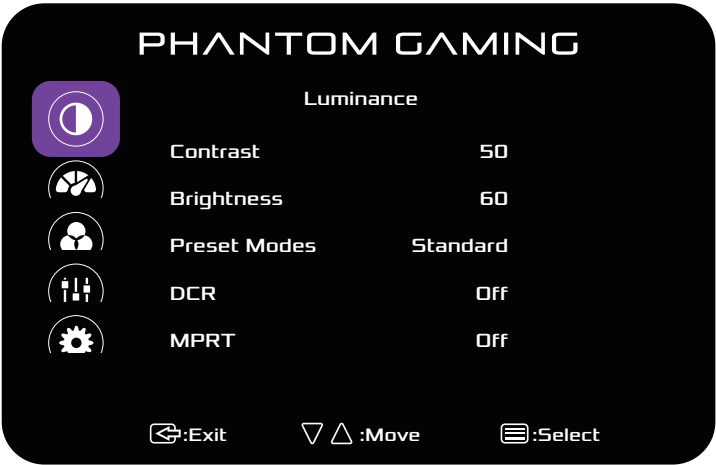 PHANTOM GAMING
Luminance
Contrast 50
Brightness 60
Preset Modes Standard
DCR Off
MPRT Off
:Exit :Move :Select